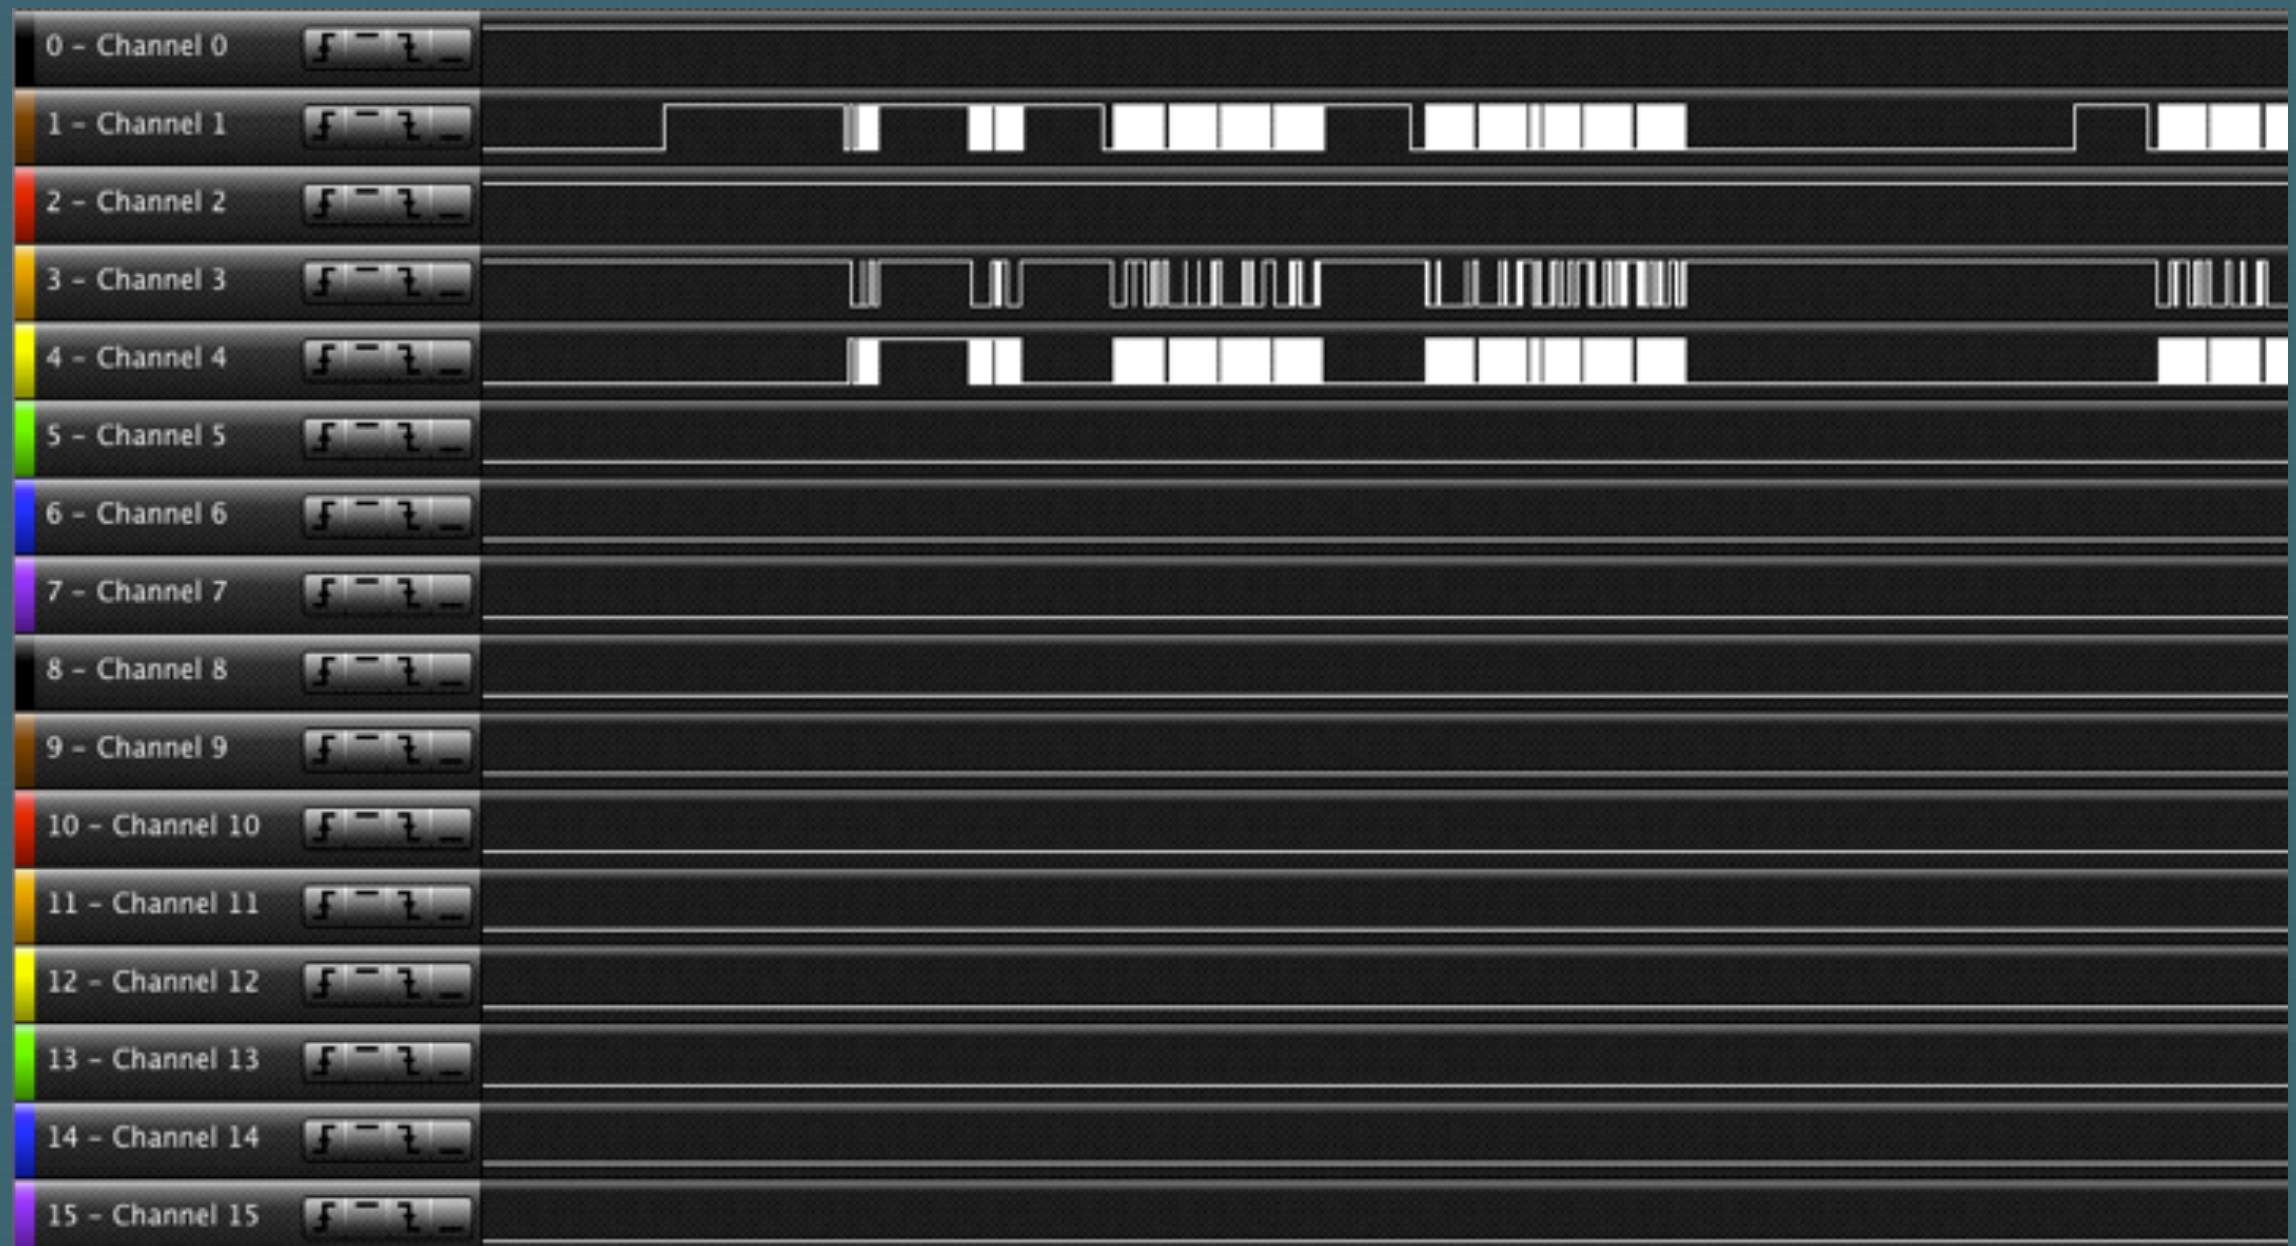 0 – Channel 0
1 – Channel 1
2 – Channel 2
3 – Channel 3
4 – Channel 4
5 – Channel 5
6 – Channel 6
7 – Channel 7
8 – Channel 8
9 – Channel 9
10 – Channel 10
11 – Channel 11
12 – Channel 12
13 – Channel 13
14 – Channel 14
15 – Channel 15